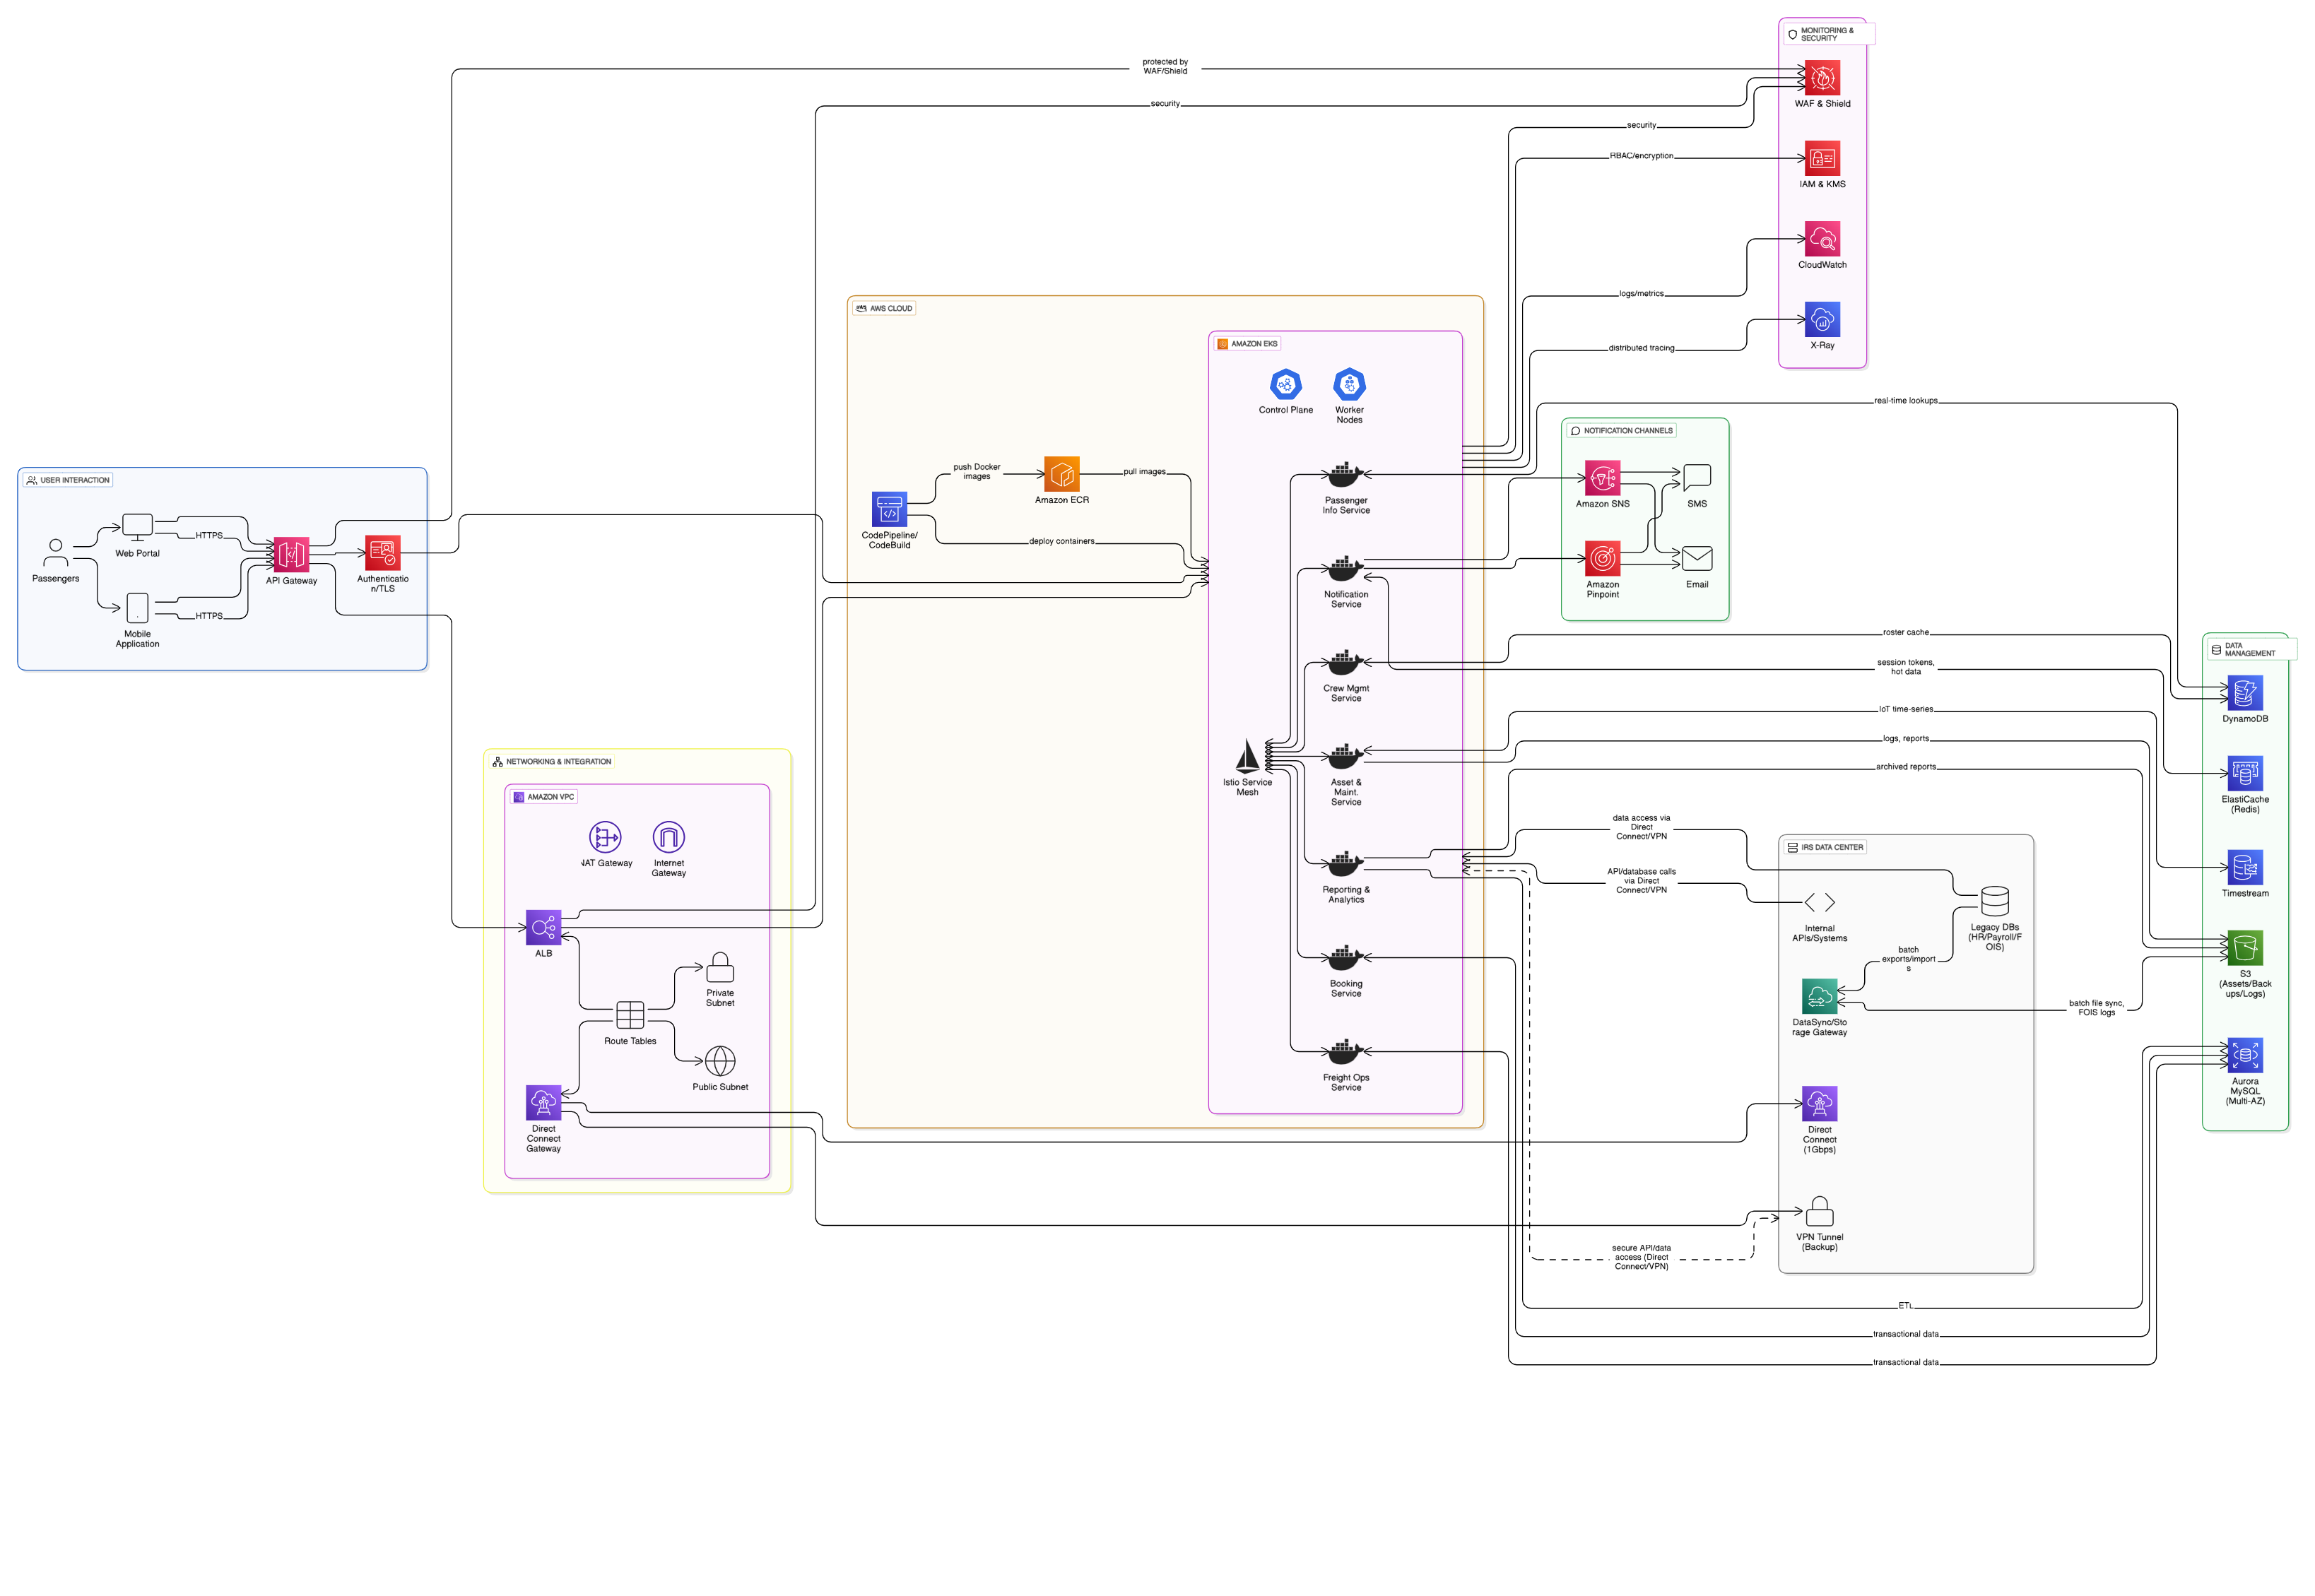 MONITORING &
SECURITY
protected by
WAF/Shield
WAF & Shield
security
security
RBAC/encryption
IAM & KMS
CloudWatch
logs/metrics
distributed tracing
X-Ray
AWS CLOUD
AMAZON EKS
Control Plane
Worker
Nodes
real-time lookups
NOTIFICATION CHANNELS
USER INTERACTION
push Docker
images
pull images
Amazon ECR
CodePipeline/
CodeBuild
deploy containers
Passenger
Info Service
Amazon SNS
SMS
Web Portal
HTTPS
Passengers
API Gateway
Authenticatio
n/TLS
HTTPS
Mobile
Application
Notification
Service
Amazon
Pinpoint
Email
roster cache
session tokens,
hot data
DATA
MANAGEMENT
Crew Mgmt
Service
DynamoDB
IoT time-series
logs, reports
archived reports
NETWORKING & INTEGRATION
AMAZON VPC
Istio Service
Mesh
Asset &
Maint.
Service
ElastiCache
(Redis)
data access via
Direct
Connect/VPN
IRS DATA CENTER
NAT Gateway
Internet
Gateway
API/database calls
via Direct
Connect/VPN
Reporting &
Analytics
Timestream
Internal
APIs/Systems
Legacy DBs
(HR/Payroll/F
OIS)
ALB
batch
exports/import
s
Private
Subnet
Booking
Service
S3
(Assets/Back
ups/Logs)
DataSync/Sto
rage Gateway
batch file sync,
FOIS logs
Route Tables
Public Subnet
Freight Ops
Service
Aurora
MySQL
(Multi-AZ)
Direct
Connect
Gateway
Direct
Connect
(1Gbps)
VPN Tunnel
(Backup)
secure API/data
access (Direct
Connect/VPN)
ETL
transactional data
transactional data